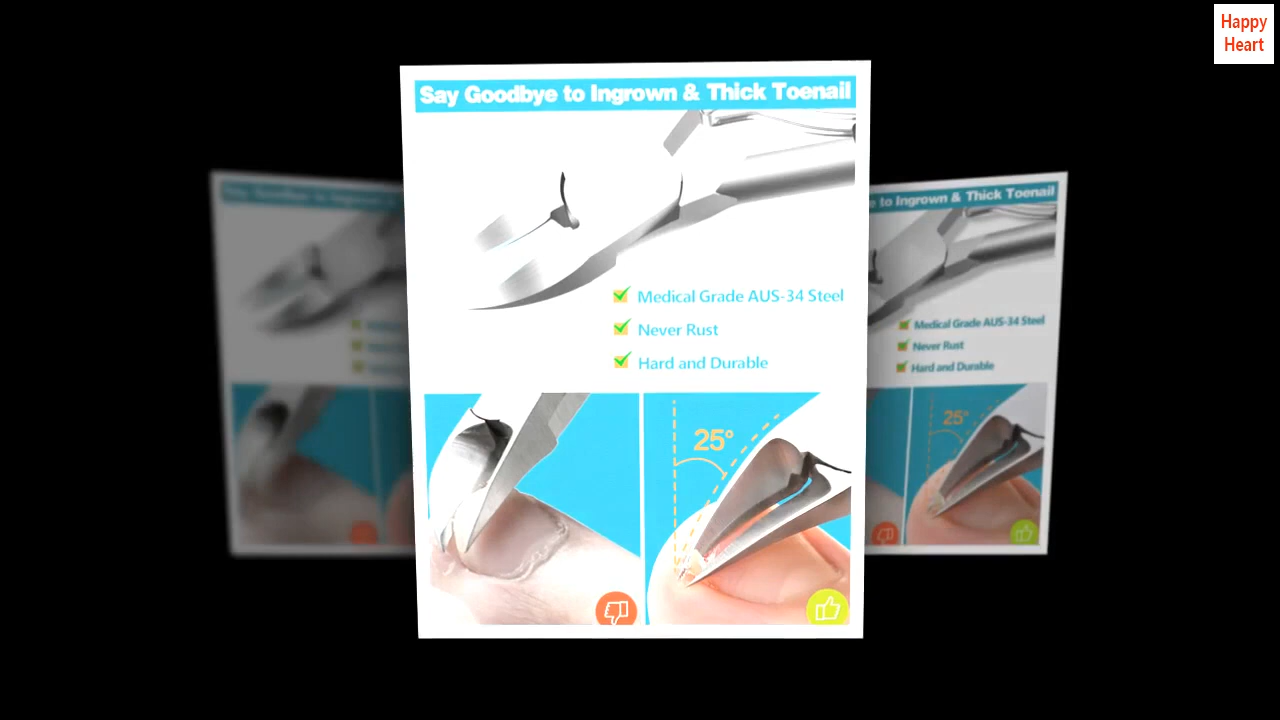 Happy
Heart
Say Goodbye to Ingrown & Thick Toenail
Medical Grade AUS-34 Steel
Never Rust
Hard and Durable
25°
e to Ingrown & Thick Toenail
Medical Grade AUS-34 Steel
Never Rust
Hard and Durable
25°